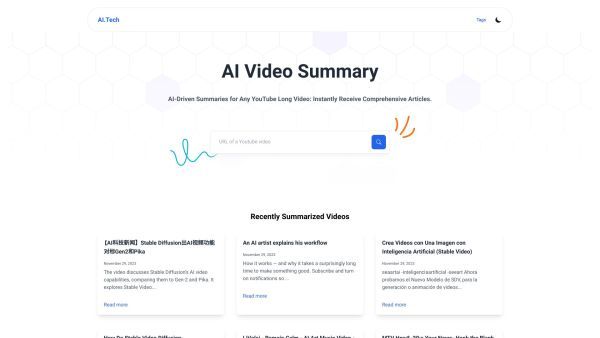 AI.Tech
Tags
AI Video Summary
AI-Driven Summaries for Any YouTube Long Video: Instantly Receive Comprehensive Articles.
URL of a Youtube video
Recently Summarized Videos
【AI科技新闻】Stable Diffusion出AI视频功能
对标Gen2和Pika
November 29, 2023
The video discusses Stable Diffusion's AI video
capabilities, comparing them to Gen-2 and Pika. It
explores Stable Video...
Read more
An AI artist explains his workflow
November 29, 2023
How it works — and why it takes a surprisingly long
time to make something good. Subscribe and turn
on notifications so...
Read more
Crea Videos con Una Imagen con
Inteligencia Artificial (Stable Video)
November 29, 2023
#eaartai #inteligenciaartificial #aewart Ahora
probamos el Nuevo Modelo de SDV, para la
generación o animación de videos...
Read more